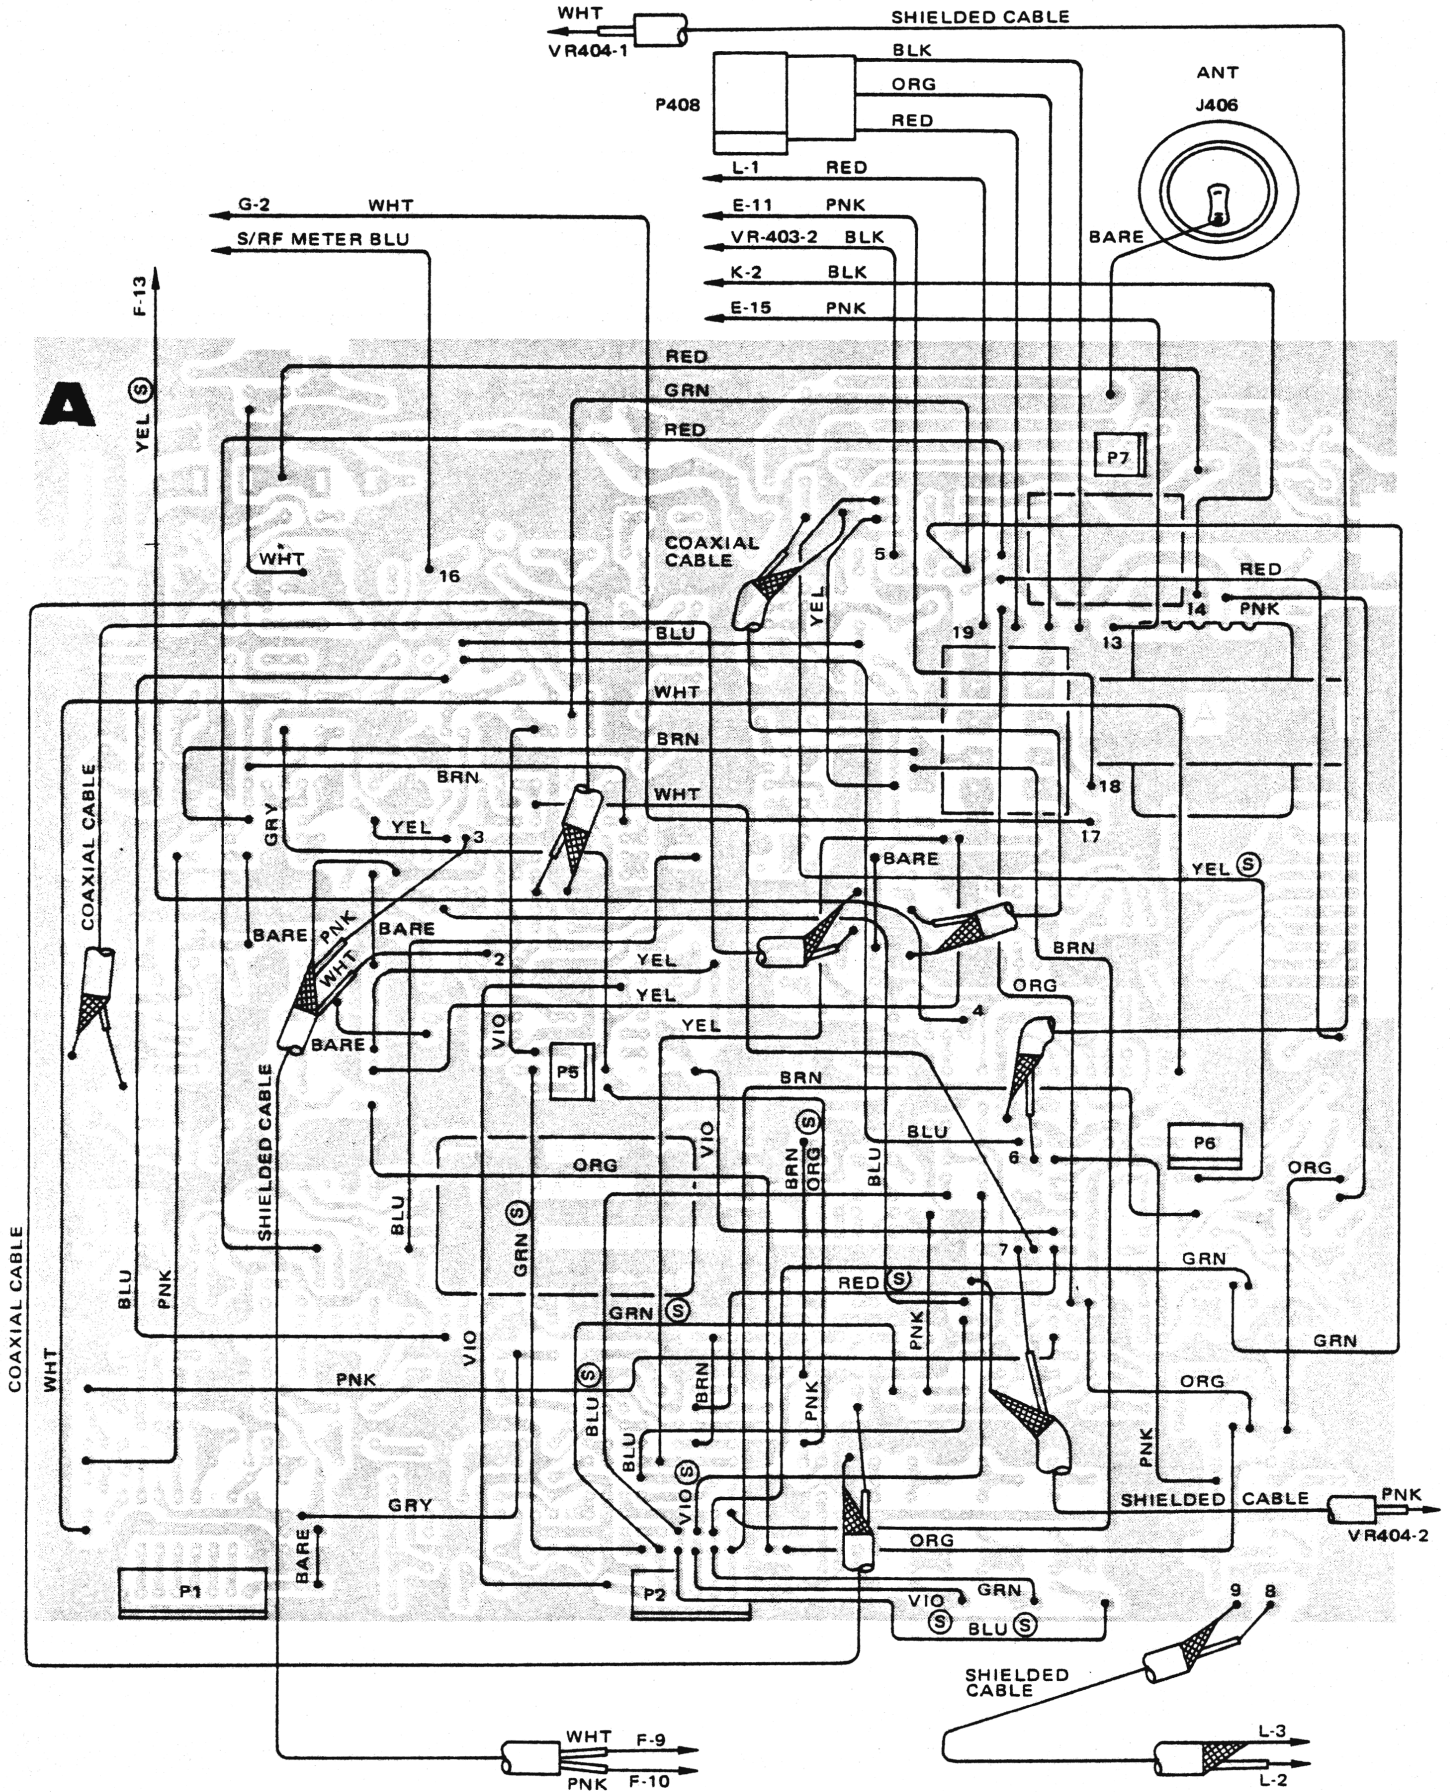 WHT
SHIELDED CABLE
VR404-1
BLK
ANT
P408
ORG
J406
RED
L-1 RED
G-2 WHT
E-11 PNK
S/RF METER BLU
VR-403-2 BLK
BARE
K-2 BLK
F-13
E-15 PNK
RED
A
YEL S
GRN
RED
P7
COAXIAL CABLE
WHT
16
5
RED
YEL
14
PNK
BLU
19
13
WHT
BRN
BRN
COAXIAL CABLE
GRY
WHT
18
YEL
3
17
BARE
YEL S
BARE
PNK
BARE
BRN
WHT
2
YEL
YEL
ORG
4
VIO
YEL
BARE
P5
BRN
SHIELDED CABLE
S
VIO
BLU
6
P6
ORG
BRN
ORG
BLU
ORG
BLU
GRN S
7
GRN
COAXIAL CABLE
BLU
PNK
RED S
GRN S
PNK
GRN
VIO
WHT
PNK
BLU S
BRN
PNK
ORG
BLU
PNK
VIO S
GRY
SHIELDED CABLE
PNK
VR404-2
ORG
BARE
P1
P2
GRN
9 8
VIO S
BLU S
SHIELDED CABLE
WHT F-9
L-3
PNK F-10
L-2